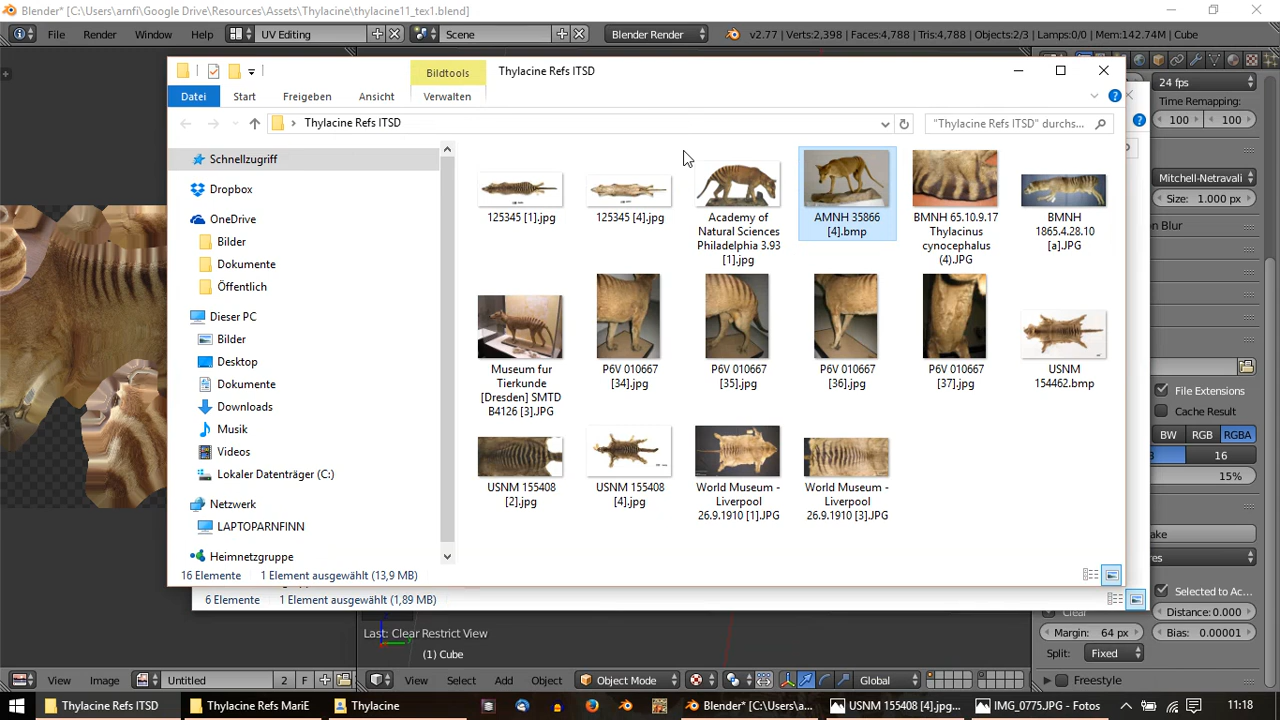 Blender* [C:\Users\arnfi\Google Drive\Resources\Assets\Thylacine\thylacine11_tex1.blend]
File Render Window Help UV Editing Scene Blender Render v2.77 | Verts:2,398 | Faces:4,788 | Tris:4,788 | Objects:2/3 | Lamps:0/0 | Mem:142.74M | Cube
Bildtools Thylacine Refs ITSD
Datei Start Freigeben Ansicht Verwalten
Thylacine Refs ITSD "Thylacine Refs ITSD" durchs...
Schnellzugriff
Dropbox
OneDrive
Bilder
Dokumente
Öffentlich
Dieser PC
Bilder
Desktop
Dokumente
Downloads
Musik
Videos
Lokaler Datenträger (C:)
Netzwerk
LAPTOPARNFINN
Heimnetzgruppe
125345 [1].jpg
125345 [4].jpg
Academy of
Natural Sciences
Philadelphia 3.93
[1].jpg
AMNH 35866
[4].bmp
BMNH 65.10.9.17
Thylacinus
cynocephalus
(4).JPG
BMNH
1865.4.28.10
[a].JPG
Museum fur
Tierkunde
[Dresden] SMTD
B4126 [3].JPG
P6V 010667
[34].jpg
P6V 010667
[35].jpg
P6V 010667
[36].jpg
P6V 010667
[37].jpg
USNM
154462.bmp
USNM 155408
[2].jpg
USNM 155408
[4].jpg
World Museum -
Liverpool
26.9.1910 [1].JPG
World Museum -
Liverpool
26.9.1910 [3].JPG
16 Elemente 1 Element ausgewählt (13,9 MB)
6 Elemente 1 Element ausgewählt (1,89 MB)
24 fps
Time Remapping:
100 100
Mitchell-Netravali
Size: 1.000 px
File Extensions
Cache Result
BW RGB RGBA
16
15%
Selected to Ac...
Clear Distance:0.000
Margin: 64 px Bias: 0.00001
Split: Fixed
Freestyle
Last: Clear Restrict View
(1) Cube
View Image Untitled 2 F View Select Add Object Object Mode Global
Thylacine Refs ITSD Thylacine Refs MariE Thylacine Blender* [C:\Users\a... USNM 155408 [4].jpg... IMG_0775.JPG - Fotos 11:18